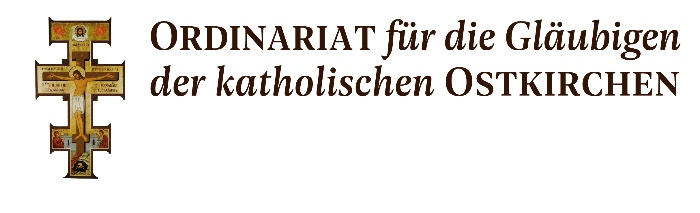 ORDINARIAT für die Gläubigen
der katholischen OSTKIRCHEN